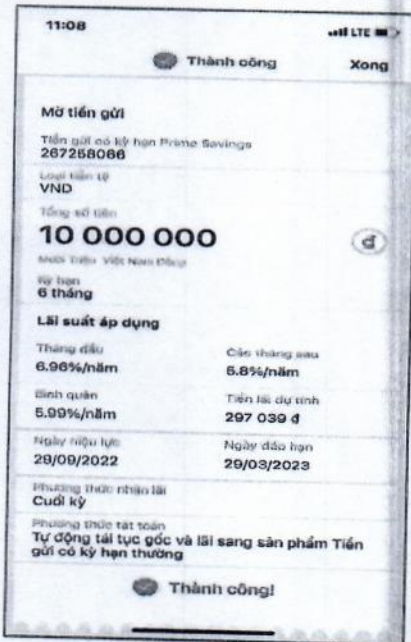 11:08
LTE
Thành công
Xong
Mở tiền gửi
Tiền gửi có kỳ hạn Prime Savings
267258066
Loại tiền tệ
VND
Tổng số tiền
10 000 000
đ
Mười Triệu Việt Nam Đồng
Kỳ hạn
6 tháng
Lãi suất áp dụng
Tháng đầu
Các tháng sau
6.96%/năm
5.8%/năm
Bình quân
Tiền lãi dự tính
5.99%/năm
297 039 đ
Ngày hiệu lực
Ngày đáo hạn
29/09/2022
29/03/2023
Phương thức nhận lãi
Cuối kỳ
Phương thức tất toán
Tự động tái tục gốc và lãi sang sản phẩm Tiền
gửi có kỳ hạn thường
Thành công!